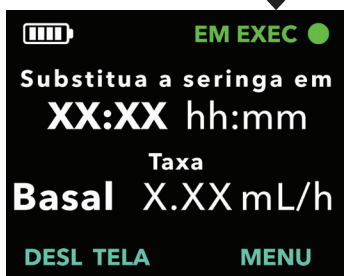 EM EXEC
Substitua a seringa em
XX:XX hh:mm
Taxa
Basal X.XX mL/h
DESL TELA MENU